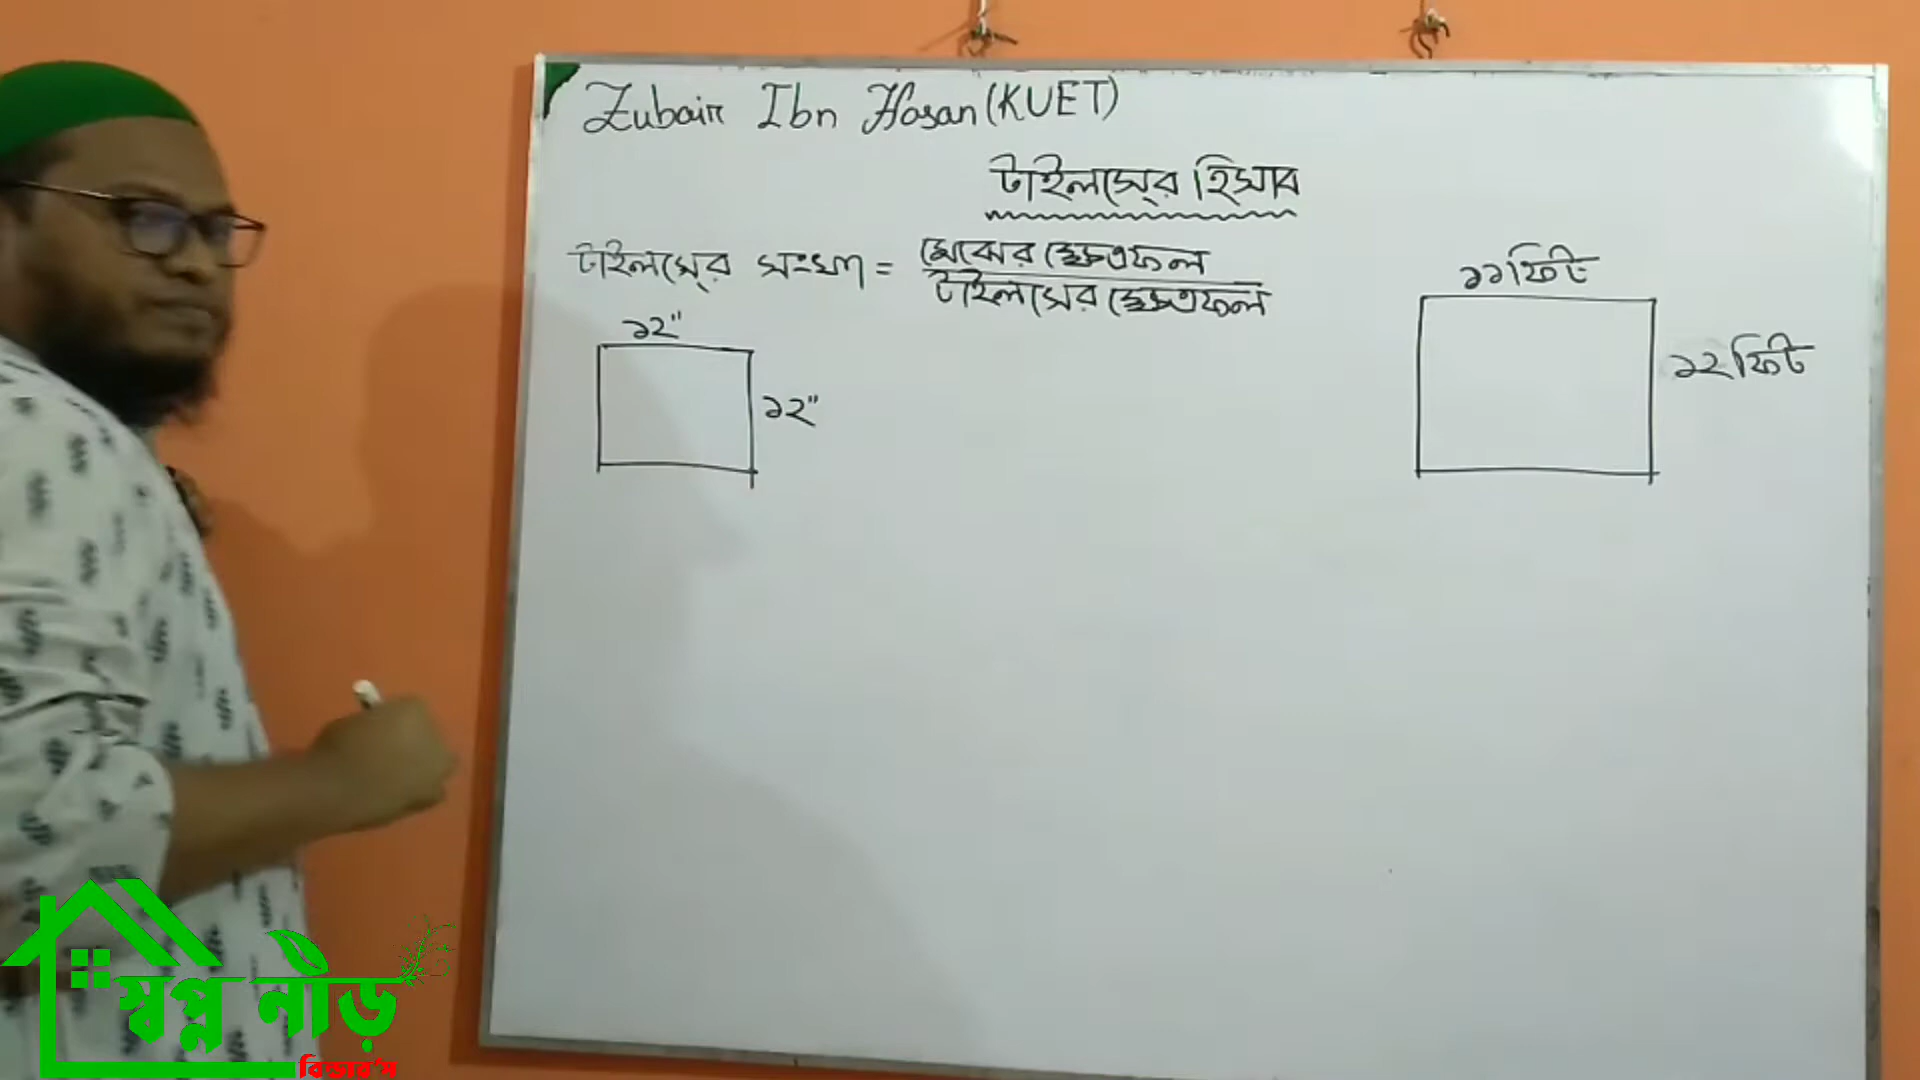 Zubair Ibn Hasan (KUET)
টাইলসের হিসাব
টাইলসের সংখ্যা = মেঝের ক্ষেত্রফল
টাইলসের ক্ষেত্রফল
১২"
১২"
১১ফিট
১২ফিট
স্বপ্ন নীড়
বিল্ডার্স